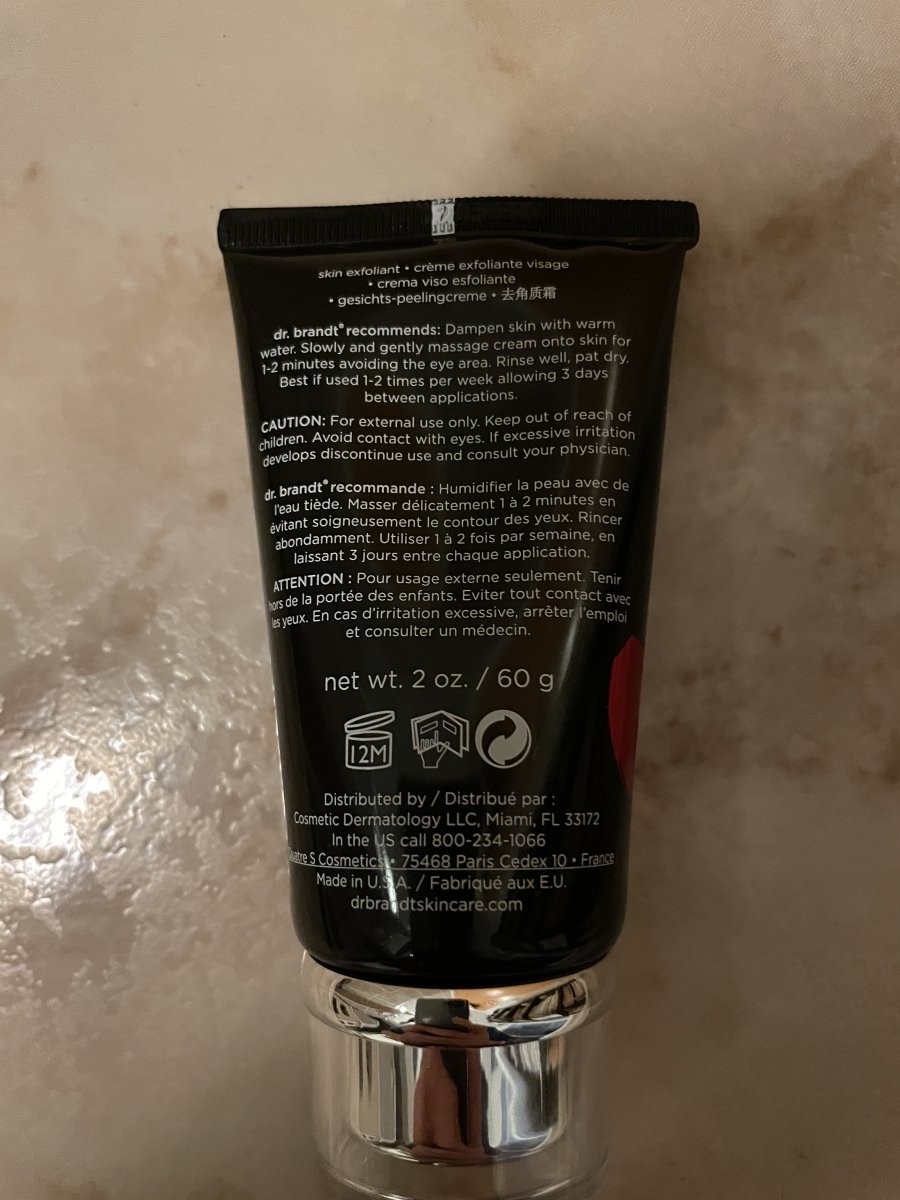 skin exfoliant • crème exfoliante visage
• crema viso esfoliante
• gesichts-peelingcreme • 去角质霜
dr. brandt® recommends: Dampen skin with warm
water. Slowly and gently massage cream onto skin for
1-2 minutes avoiding the eye area. Rinse well, pat dry.
Best if used 1-2 times per week allowing 3 days
between applications.
CAUTION: For external use only. Keep out of reach of
children. Avoid contact with eyes. If excessive irritation
develops discontinue use and consult your physician.
dr. brandt® recommande : Humidifier la peau avec de
l'eau tiède. Masser délicatement 1 à 2 minutes en
évitant soigneusement le contour des yeux. Rincer
abondamment. Utiliser 1 à 2 fois par semaine, en
laissant 3 jours entre chaque application.
ATTENTION : Pour usage externe seulement. Tenir
hors de la portée des enfants. Eviter tout contact avec
les yeux. En cas d'irritation excessive, arrêter l'emploi
et consulter un médecin.
net wt. 2 oz. / 60 g
12M
Distributed by / Distribué par :
Cosmetic Dermatology LLC, Miami, FL 33172
In the US call 800-234-1066
Quatre S Cosmetics • 75468 Paris Cedex 10 • France
Made in U.S.A. / Fabriqué aux E.U.
drbrandtskincare.com